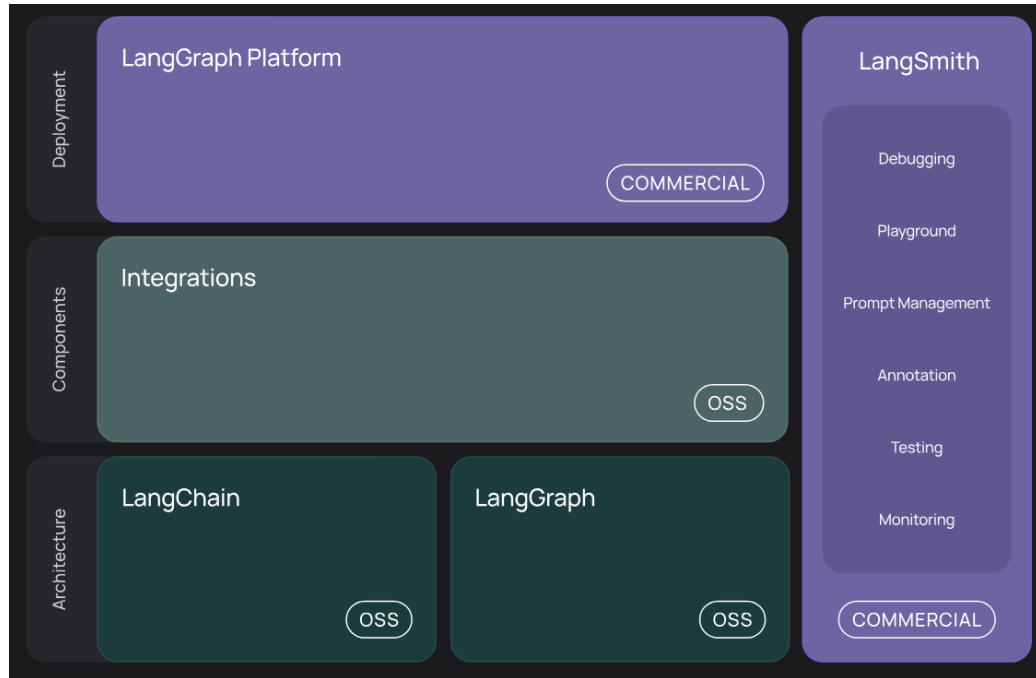 Deployment
LangGraph Platform
COMMERCIAL
Components
Integrations
OSS
Architecture
LangChain
OSS
LangGraph
OSS
LangSmith
Debugging
Playground
Prompt Management
Annotation
Testing
Monitoring
COMMERCIAL